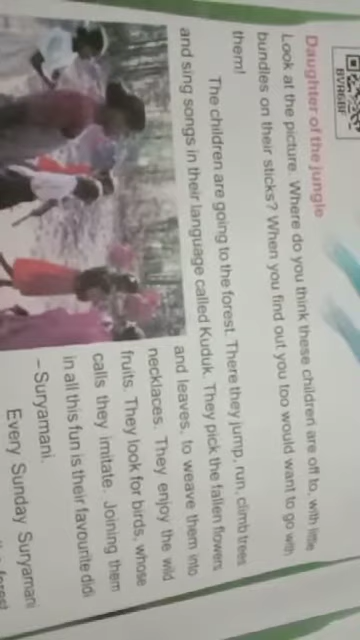 Daughter of the jungle
Look at the picture. Where do you think these children are off to, with little
bundles on their sticks? When you find out you too would want to go with
them!
The children are going to the forest. There they jump, run, climb trees
and sing songs in their language called Kuduk. They pick the fallen flowers
and leaves, to weave them into
necklaces. They enjoy the wild
fruits. They look for birds, whose
calls they imitate. Joining them
in all this fun is their favourite didi
– Suryamani.
Every Sunday Suryamani